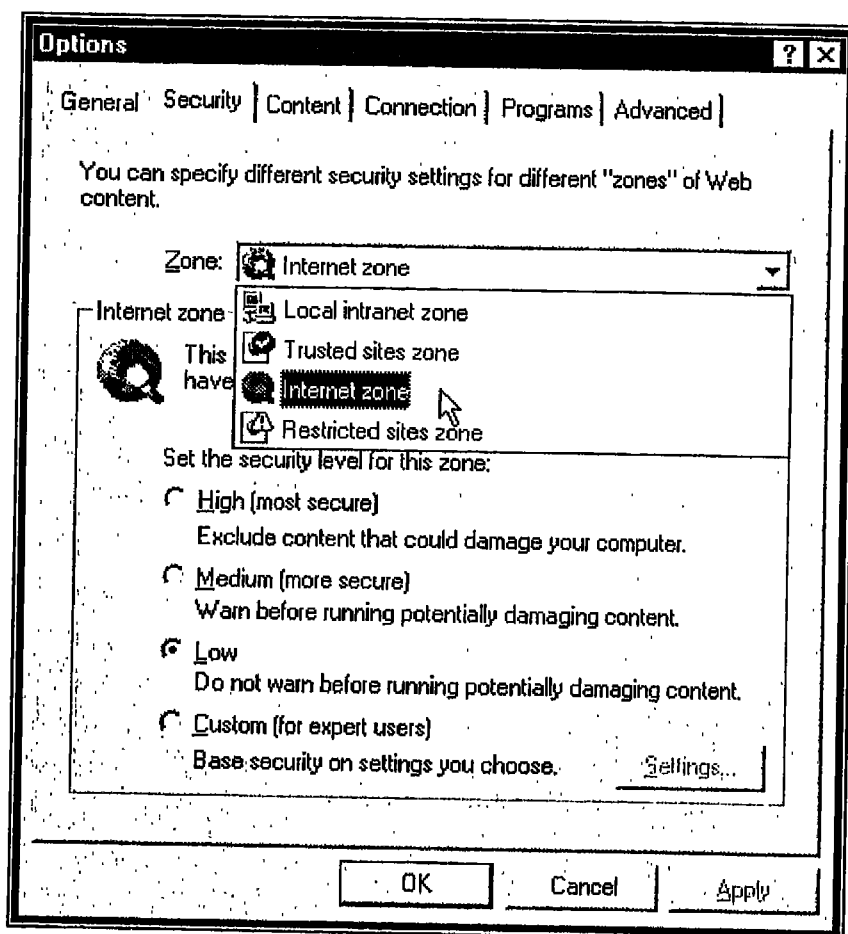 Options
? X
General Security Content Connection Programs Advanced
You can specify different security settings for different "zones" of Web
content.
Zone: Internet zone
Local intranet zone
Internet zone
Trusted sites zone
This
have
Internet zone
Restricted sites zone
Set the security level for this zone:
High (most secure)
Exclude content that could damage your computer.
Medium (more secure)
Warn before running potentially damaging content.
Low
Do not warn before running potentially damaging content.
Custom (for expert users)
Base security on settings you choose.
Settings...
OK Cancel Apply